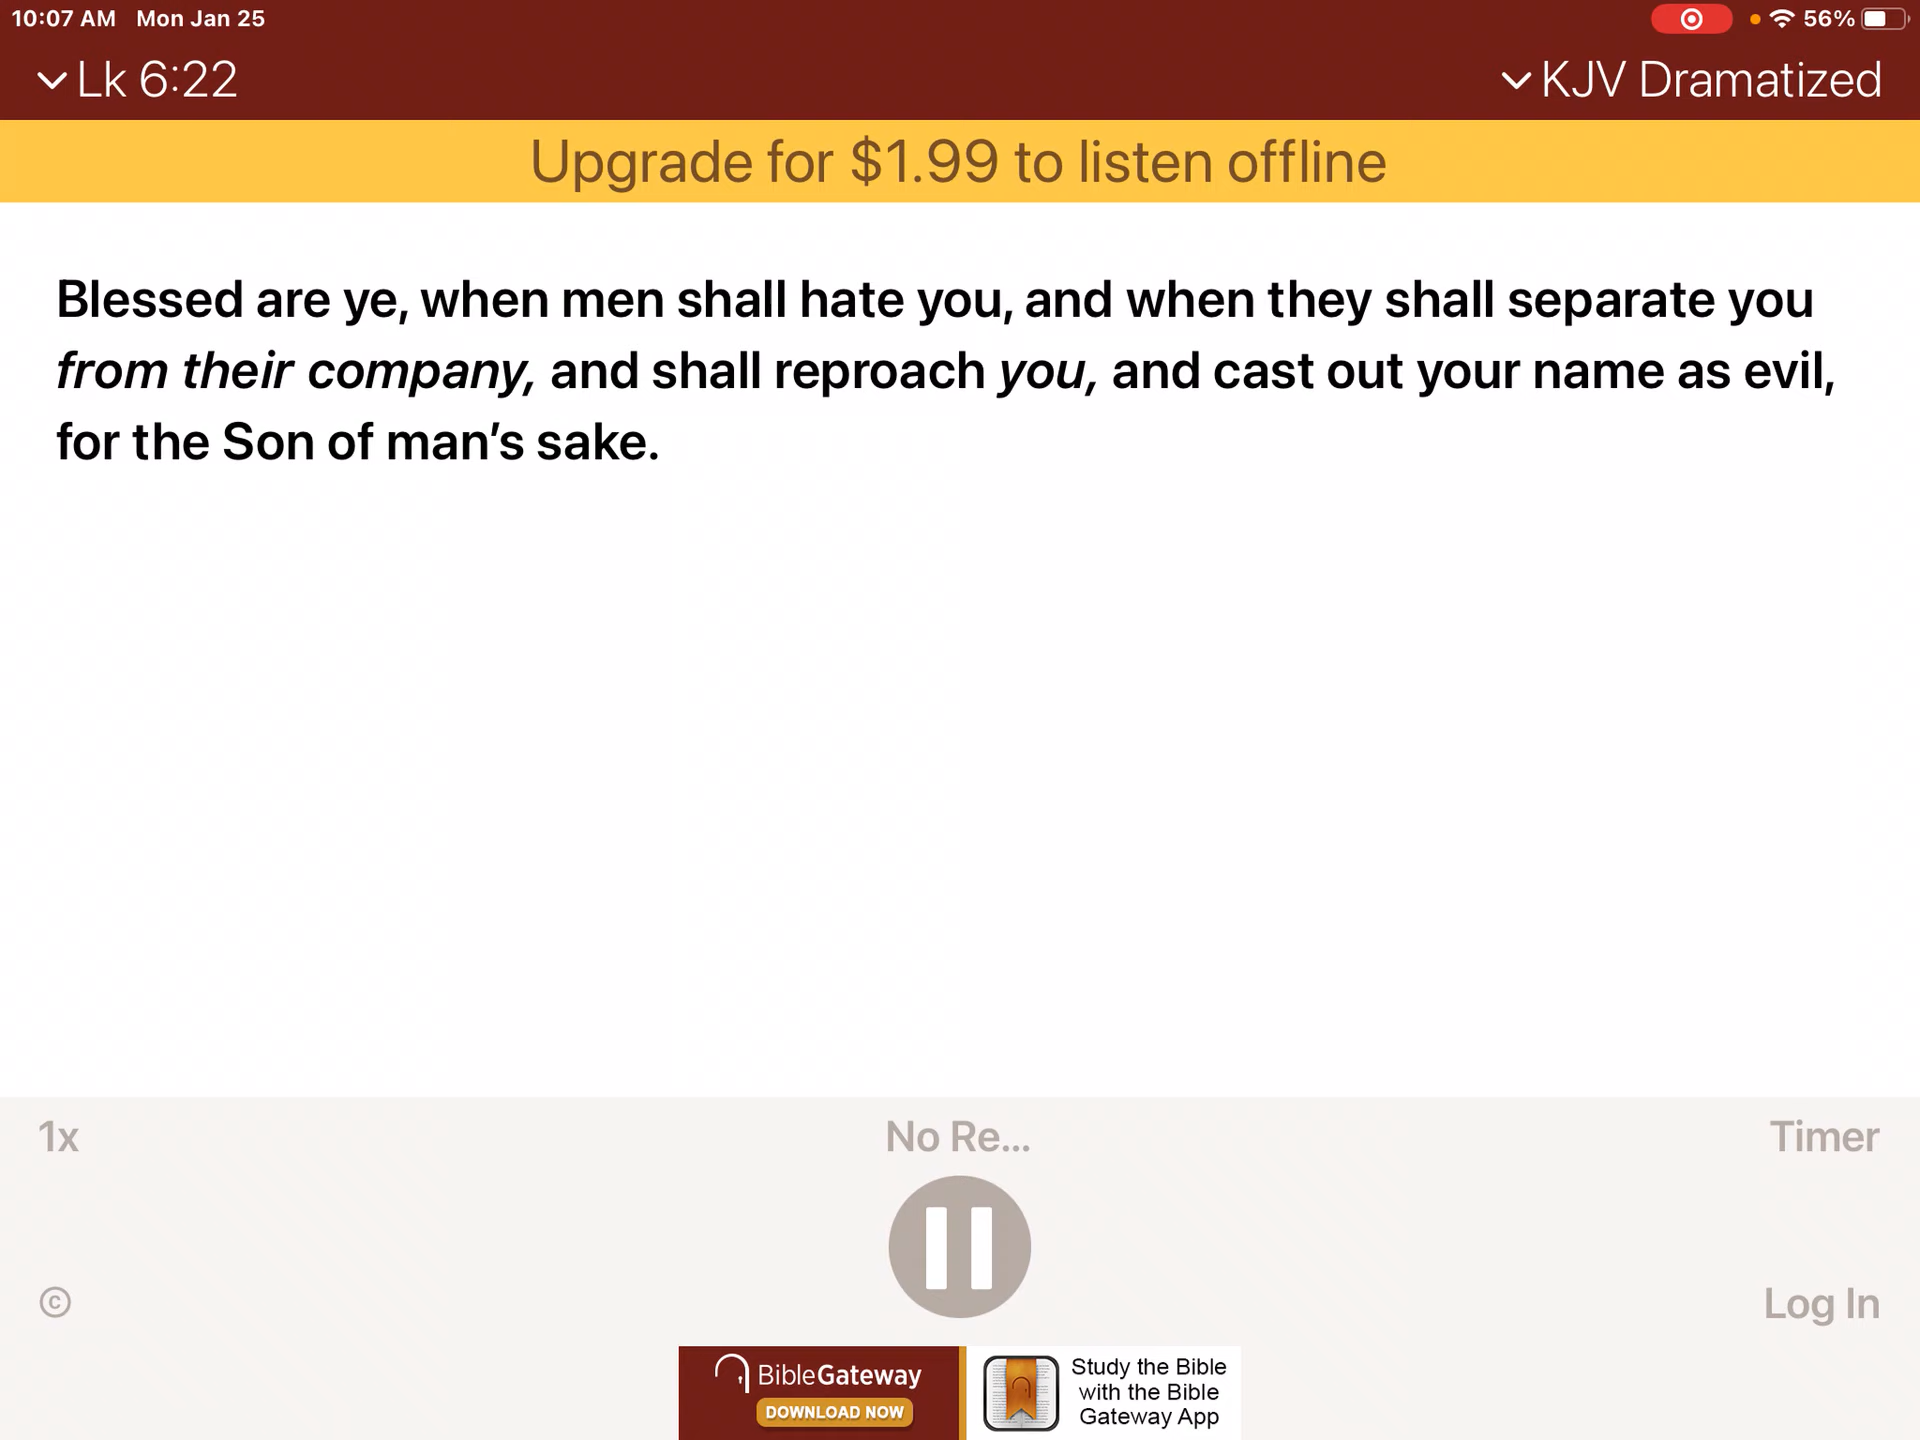 10:07 AM Mon Jan 25
56%
Lk 6:22
KJV Dramatized
Upgrade for $1.99 to listen offline
Blessed are ye, when men shall hate you, and when they shall separate you
from their company, and shall reproach you, and cast out your name as evil,
for the Son of man's sake.
1x
No Re...
Timer
©
Log In
BibleGateway
DOWNLOAD NOW
Study the Bible
with the Bible
Gateway App